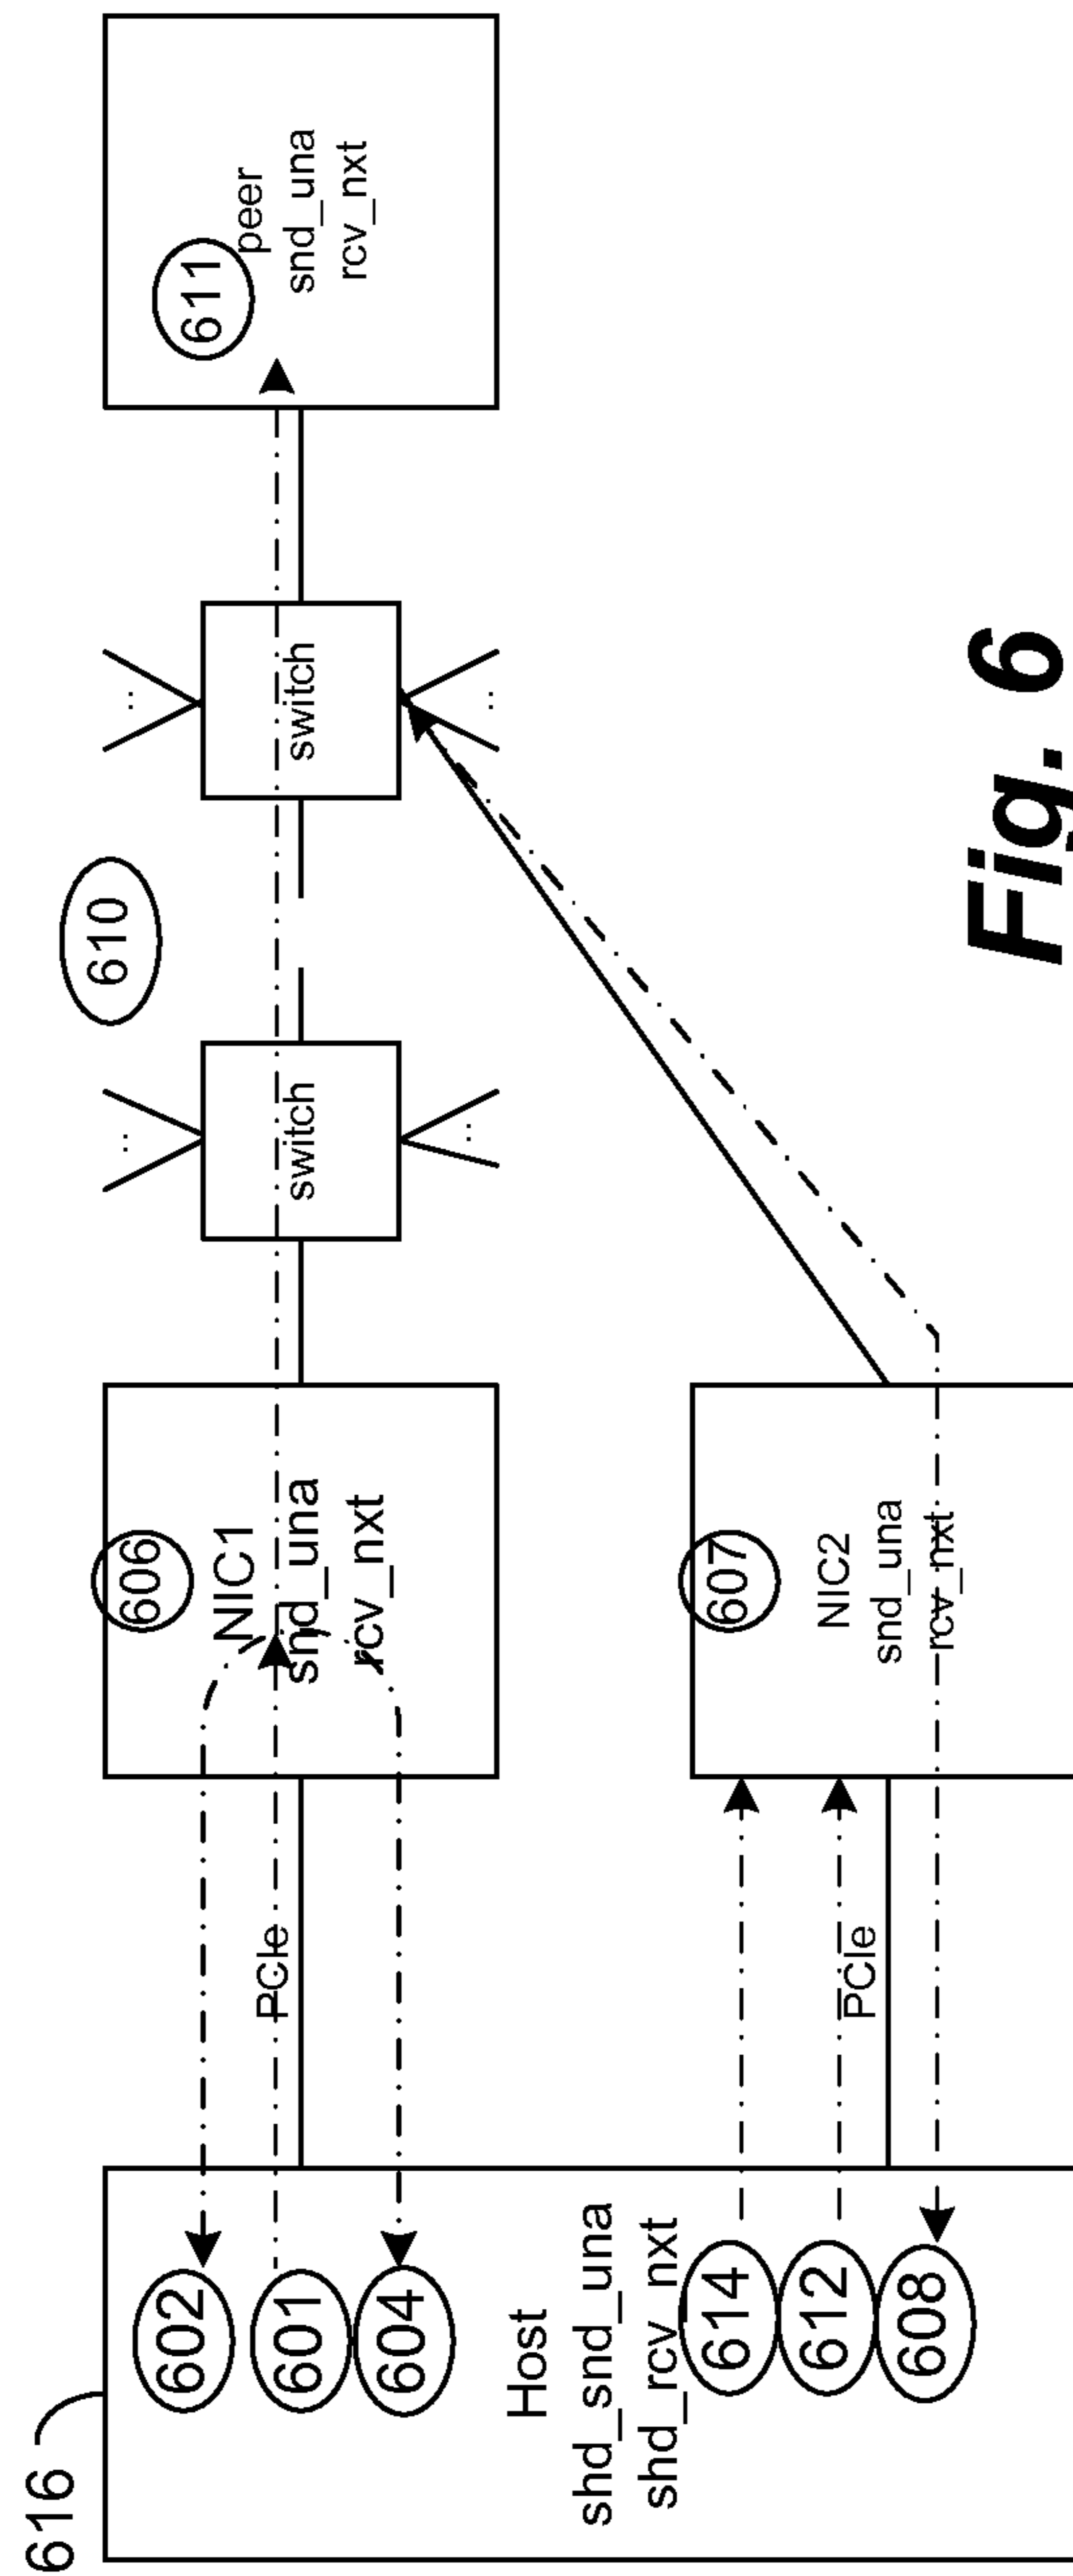 616
602
601
604
Host
shd_snd_una
shd_rcv_nxt
614
612
608
PCIe
PCIe
606
NIC1
snd_una
rcv_nxt
607
NIC2
snd_una
rcv_nxt
switch
610
switch
611
peer
snd_una
rcv_nxt
Fig. 6